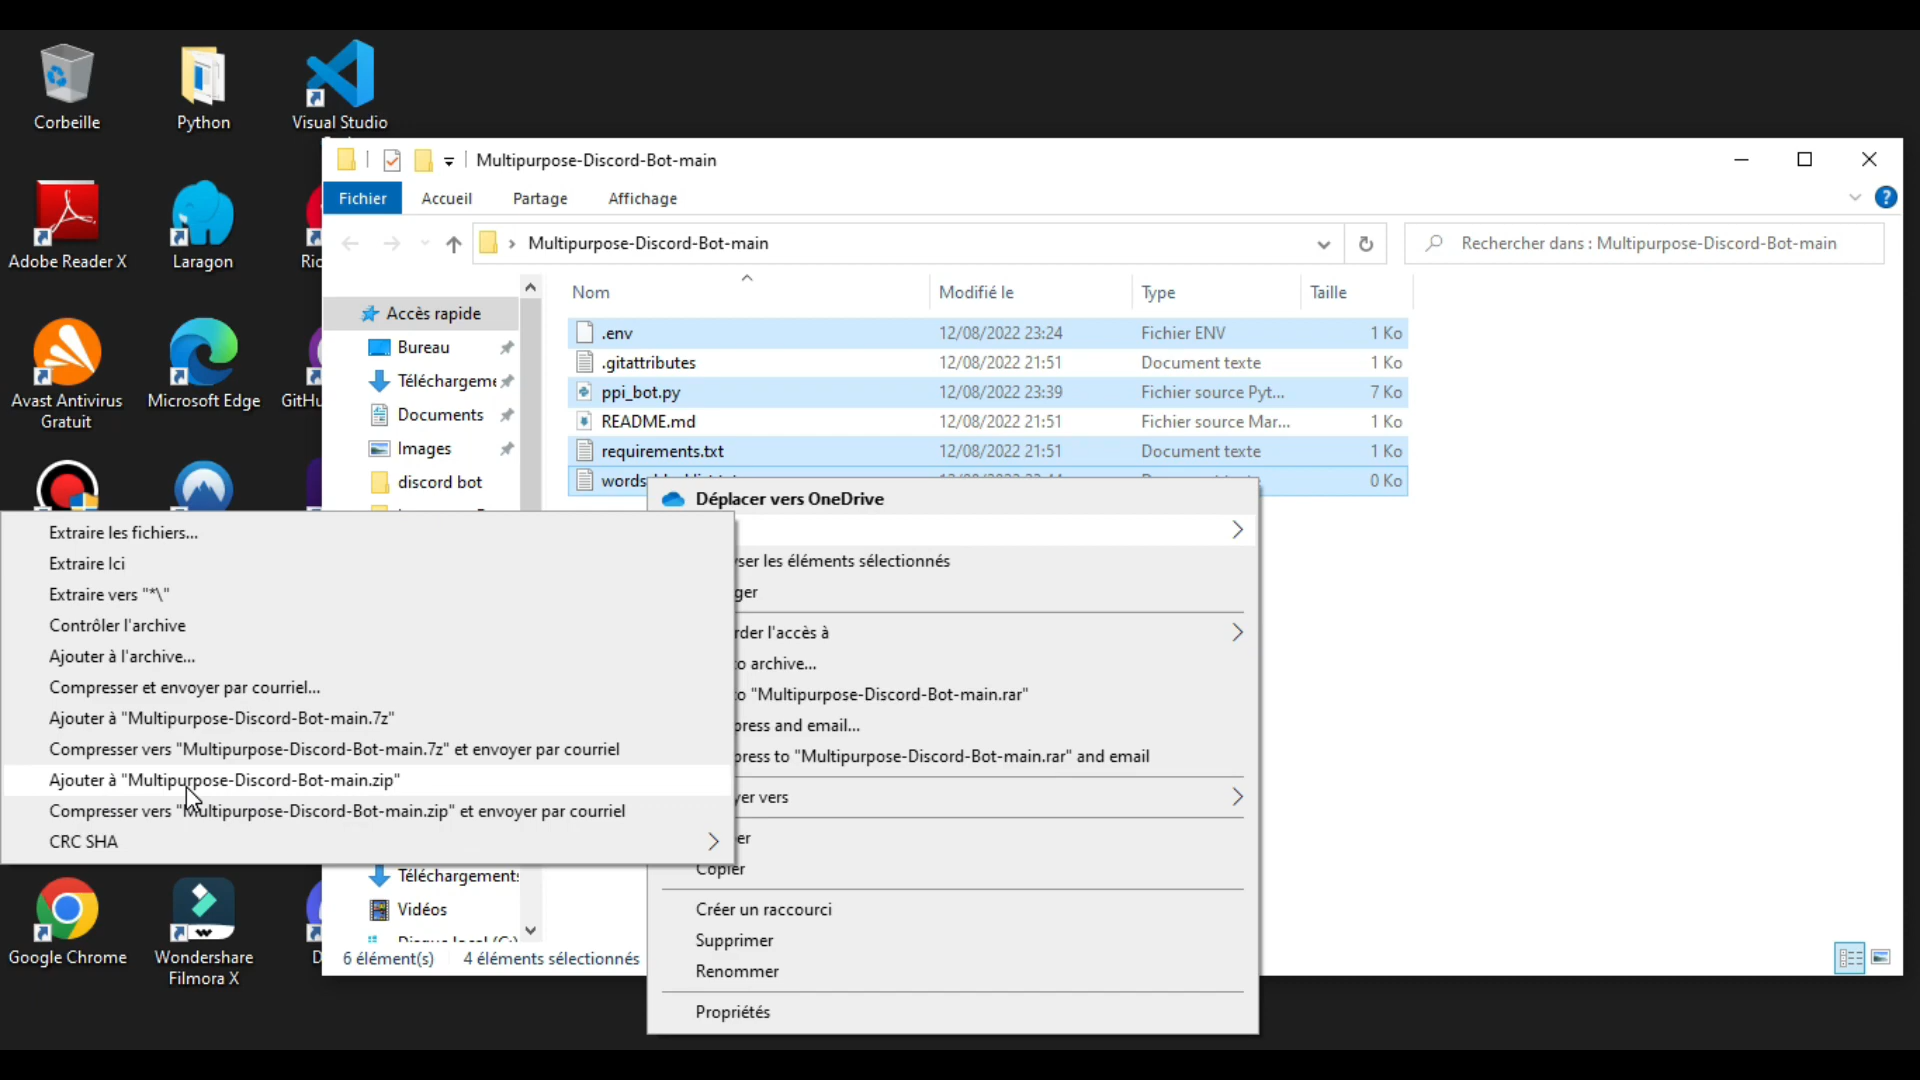 Corbeille
Python
Visual Studio
Adobe Reader X
Laragon
Avast Antivirus
Gratuit
Microsoft Edge
Google Chrome
Wondershare
Filmora X
Multipurpose-Discord-Bot-main
Fichier
Accueil
Partage
Affichage
Multipurpose-Discord-Bot-main
Rechercher dans : Multipurpose-Discord-Bot-main
Nom
Modifié le
Type
Taille
Accès rapide
Bureau
Téléchargeme
Documents
Images
discord bot
.env 12/08/2022 23:24 Fichier ENV 1 Ko
.gitattributes 12/08/2022 21:51 Document texte 1 Ko
ppi_bot.py 12/08/2022 23:39 Fichier source Pyt... 7 Ko
README.md 12/08/2022 21:51 Fichier source Mar... 1 Ko
requirements.txt 12/08/2022 21:51 Document texte 1 Ko
words 0 Ko
Déplacer vers OneDrive
yser les éléments sélectionnés
ger
rder l'accès à
o archive...
o "Multipurpose-Discord-Bot-main.rar"
press and email...
press to "Multipurpose-Discord-Bot-main.rar" and email
yer vers
er
Copier
Créer un raccourci
Supprimer
Renommer
Propriétés
Extraire les fichiers...
Extraire Ici
Extraire vers "*\"
Contrôler l'archive
Ajouter à l'archive...
Compresser et envoyer par courriel...
Ajouter à "Multipurpose-Discord-Bot-main.7z"
Compresser vers "Multipurpose-Discord-Bot-main.7z" et envoyer par courriel
Ajouter à "Multipurpose-Discord-Bot-main.zip"
Compresser vers "Multipurpose-Discord-Bot-main.zip" et envoyer par courriel
CRC SHA
Téléchargements
Vidéos
6 élément(s)
4 éléments sélectionnés